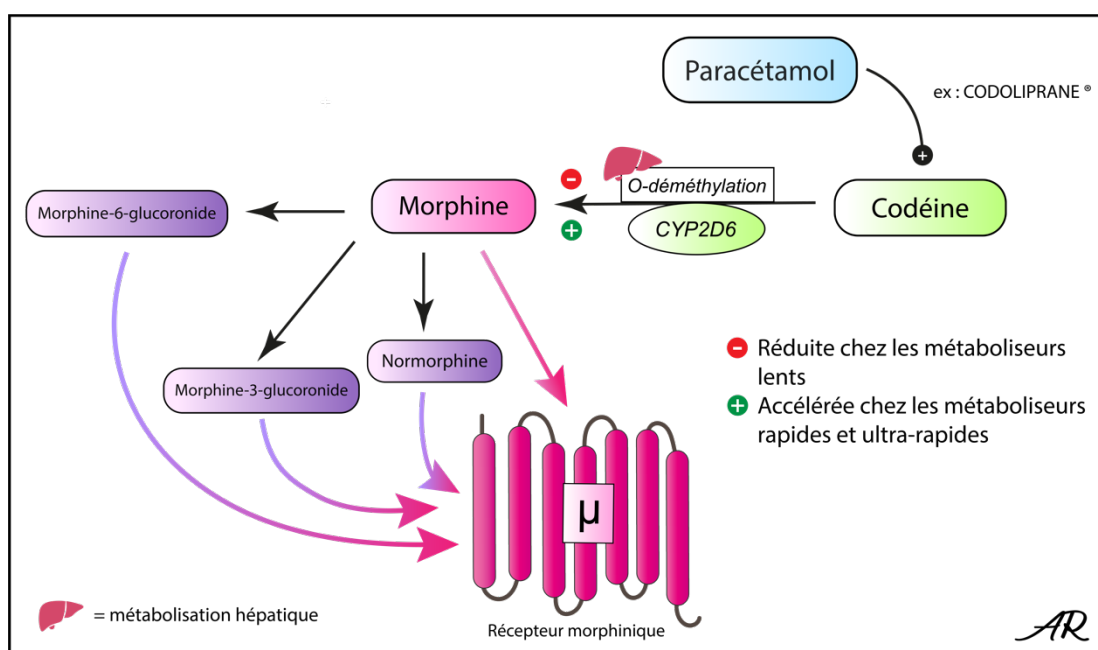 Paracétamol
ex : CODOLIPRANE ®
+
O-déméthylation
CYP2D6
Codéine
Morphine
Morphine-6-glucoronide
Normorphine
Morphine-3-glucoronide
- Réduite chez les métaboliseurs
lents
+ Accélérée chez les métaboliseurs
rapides et ultra-rapides
µ
Récepteur morphinique
= métabolisation hépatique
AR